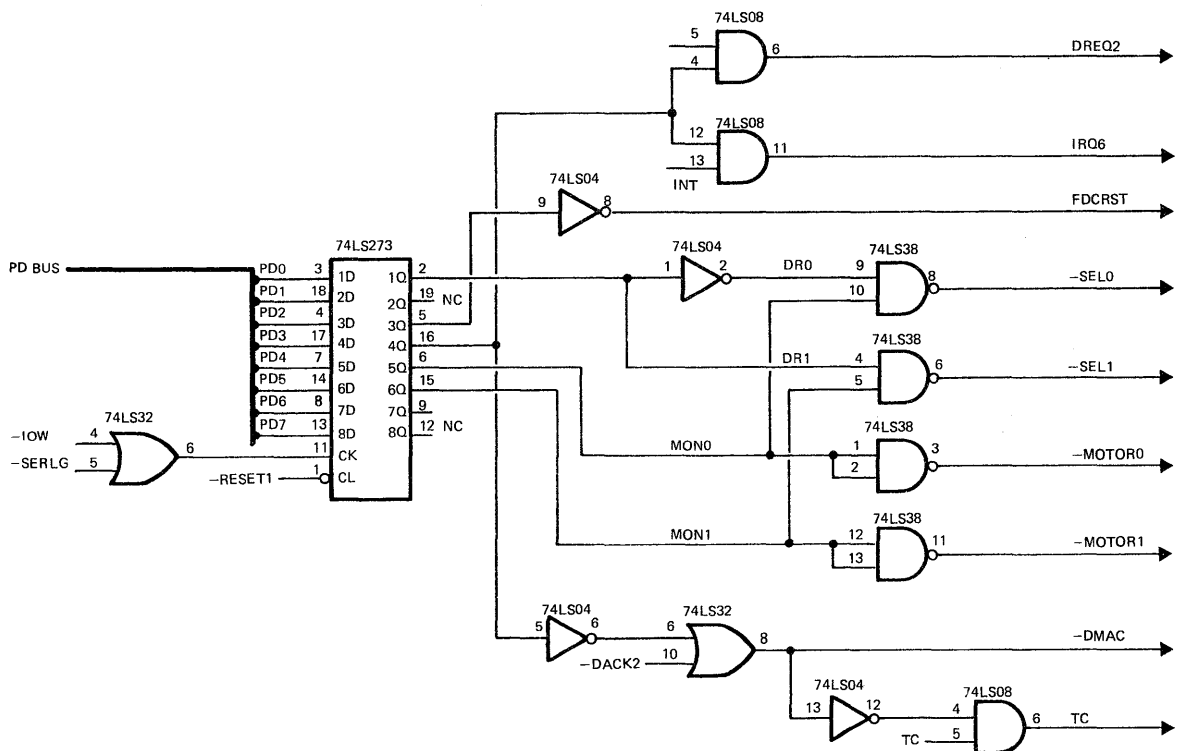 74LS08
5
4
6
DREQ2
74LS08
12
13
11
IRQ6
INT
74LS04
9
8
FDCRST
PD BUS
74LS273
PD0 3 1D 1Q 2
PD1 18 2D 2Q 19 NC
PD2 4 3D 3Q 5
PD3 17 4D 4Q 16
PD4 7 5D 5Q 6
PD5 14 6D 6Q 15
PD6 8 7D 7Q 9
PD7 13 8D 8Q 12 NC
11 CK
1 CL
-RESET1
74LS32
-IOW 4
-SERLG 5
6
74LS04
1
2
DR0
74LS38
9
10
8
-SEL0
DR1
74LS38
4
5
6
-SEL1
MON0
74LS38
1
2
3
-MOTOR0
MON1
74LS38
12
13
11
-MOTOR1
74LS04
5
6
74LS32
6
-DACK2 10
8
-DMAC
74LS04
13
12
74LS08
4
TC 5
6
TC